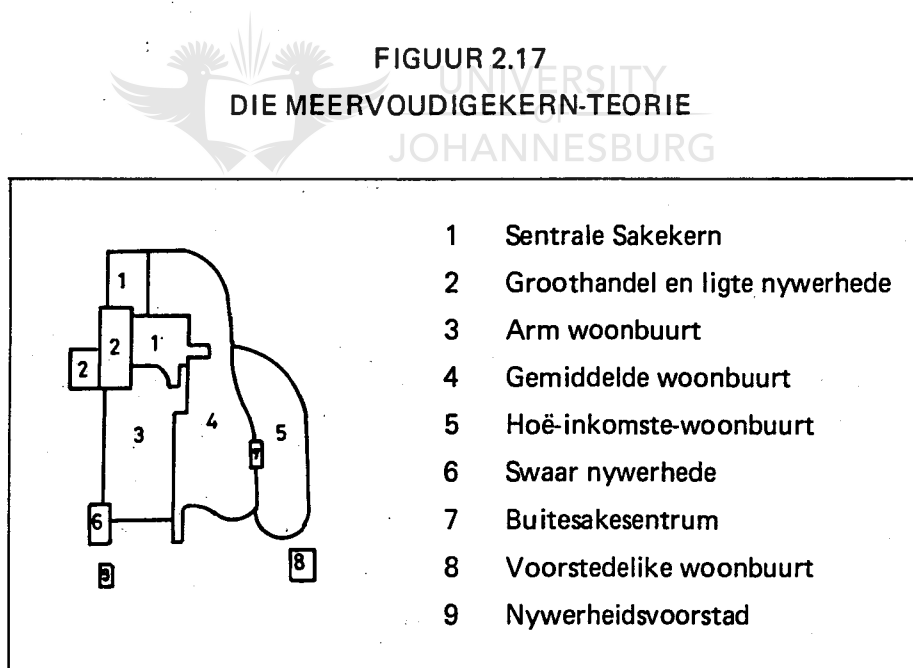 FIGUUR 2.17
UNIVERSITY
OF
DIE MEERVOUDIGEKERN-TEORIE
JOHANNESBURG
1 Sentrale Sakekern
2 Groothandel en ligte nywerhede
3 Arm woonbuurt
4 Gemiddelde woonbuurt
5 Hoë-inkomste-woonbuurt
6 Swaar nywerhede
7 Buitesakesentrum
8 Voorstedelike woonbuurt
9 Nywerheidsvoorstad
1
2
1
2
3
4
5
7
6
9
8